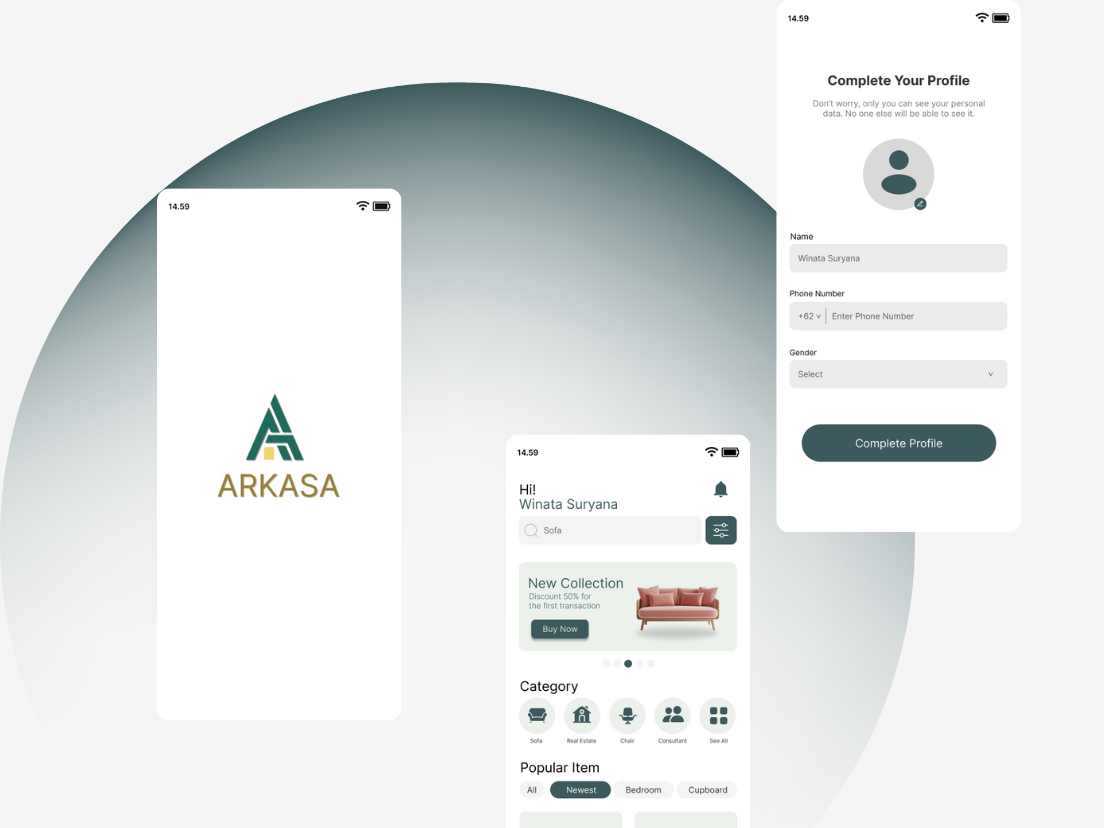 14.59
ARKASA
14.59
Hi!
Winata Suryana
Sofa
New Collection
Discount 50% for
the first transaction
Buy Now
Category
Sofa
Real Estate
Chair
Consultant
See All
Popular Item
All
Newest
Bedroom
Cupboard
14.59
Complete Your Profile
Don't worry, only you can see your personal
data. No one else will be able to see it.
Name
Winata Suryana
Phone Number
+62
Enter Phone Number
Gender
Select
Complete Profile